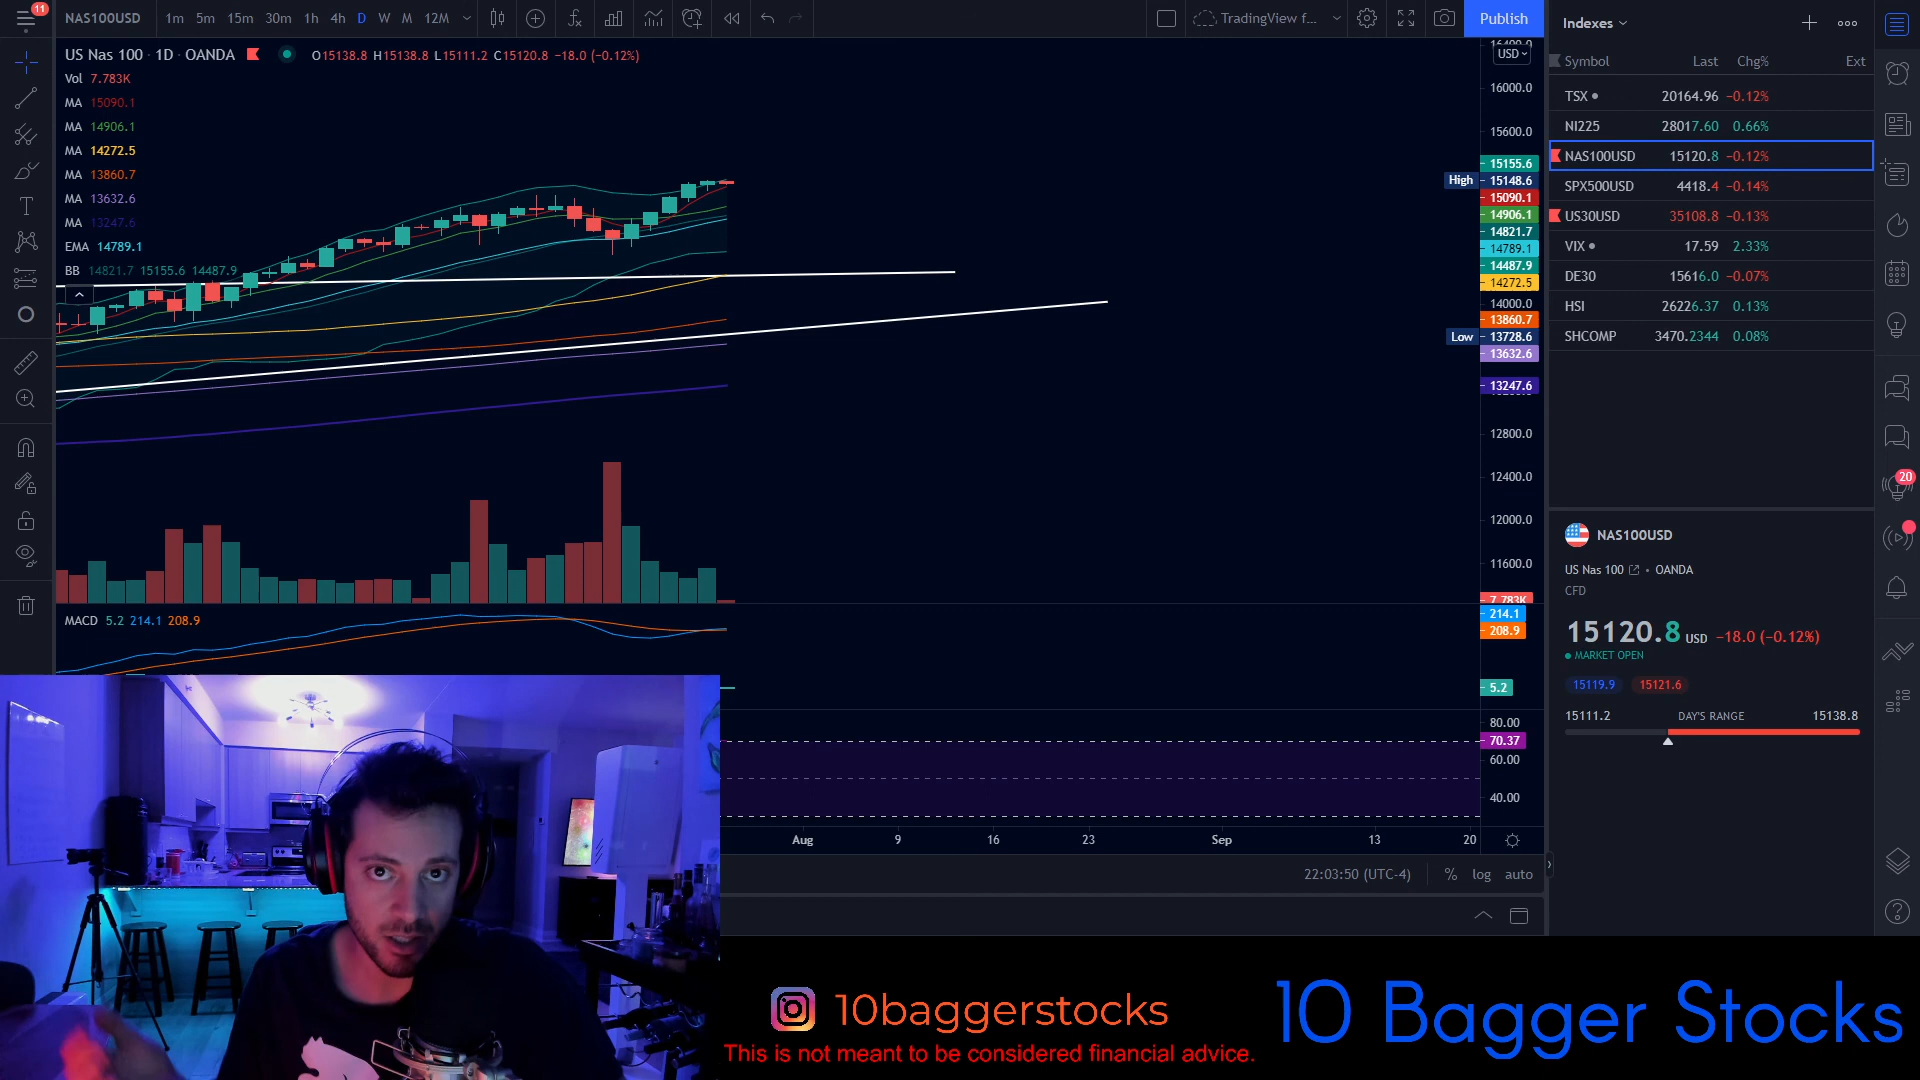 11
NAS100USD 1m 5m 15m 30m 1h 4h D W M 12M TradingView f... Publish
US Nas 100 · 1D · OANDA O15138.8 H15138.8 L15111.2 C15120.8 −18.0 (−0.12%)
Vol 7.783K
MA 15090.1
MA 14906.1
MA 14272.5
MA 13860.7
MA 13632.6
MA 13247.6
EMA 14789.1
BB 14821.7 15155.6 14487.9
USD
16000.0
15600.0
15155.6
High 15148.6
15090.1
14906.1
14821.7
14789.1
14487.9
14272.5
14000.0
13860.7
Low 13728.6
13632.6
13247.6
12800.0
12400.0
12000.0
11600.0
7.783K
MACD 5.2 214.1 208.9
214.1
208.9
5.2
80.00
70.37
60.00
40.00
Aug 9 16 23 Sep 13 20
22:03:50 (UTC-4) % log auto
Indexes
Symbol Last Chg% Ext
TSX 20164.96 −0.12%
NI225 28017.60 0.66%
NAS100USD 15120.8 −0.12%
SPX500USD 4418.4 −0.14%
US30USD 35108.8 −0.13%
VIX 17.59 2.33%
DE30 15616.0 −0.07%
HSI 26226.37 0.13%
SHCOMP 3470.2344 0.08%
20
NAS100USD
US Nas 100 • OANDA
CFD
15120.8 USD −18.0 (−0.12%)
MARKET OPEN
15119.9 15121.6
15111.2 DAY'S RANGE 15138.8
10baggerstocks
This is not meant to be considered financial advice.
10 Bagger Stocks